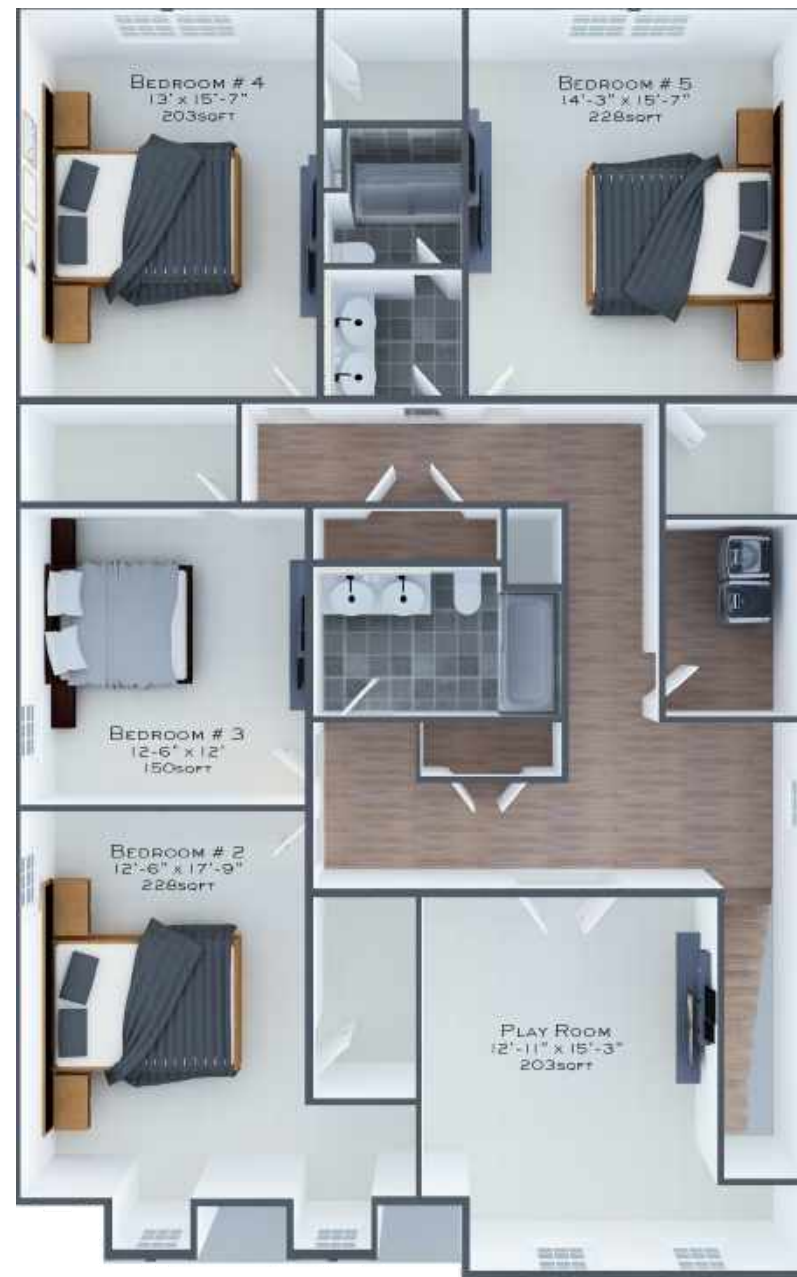 BEDROOM # 4
13' x 15'-7"
203SQFT
BEDROOM # 5
14'-3" x 15'-7"
228SQFT
BEDROOM # 3
12-6" x 12'
150SQFT
BEDROOM # 2
12'-6" x 17'-9"
228SQFT
PLAY ROOM
12'-11" x 15'-3"
203SQFT